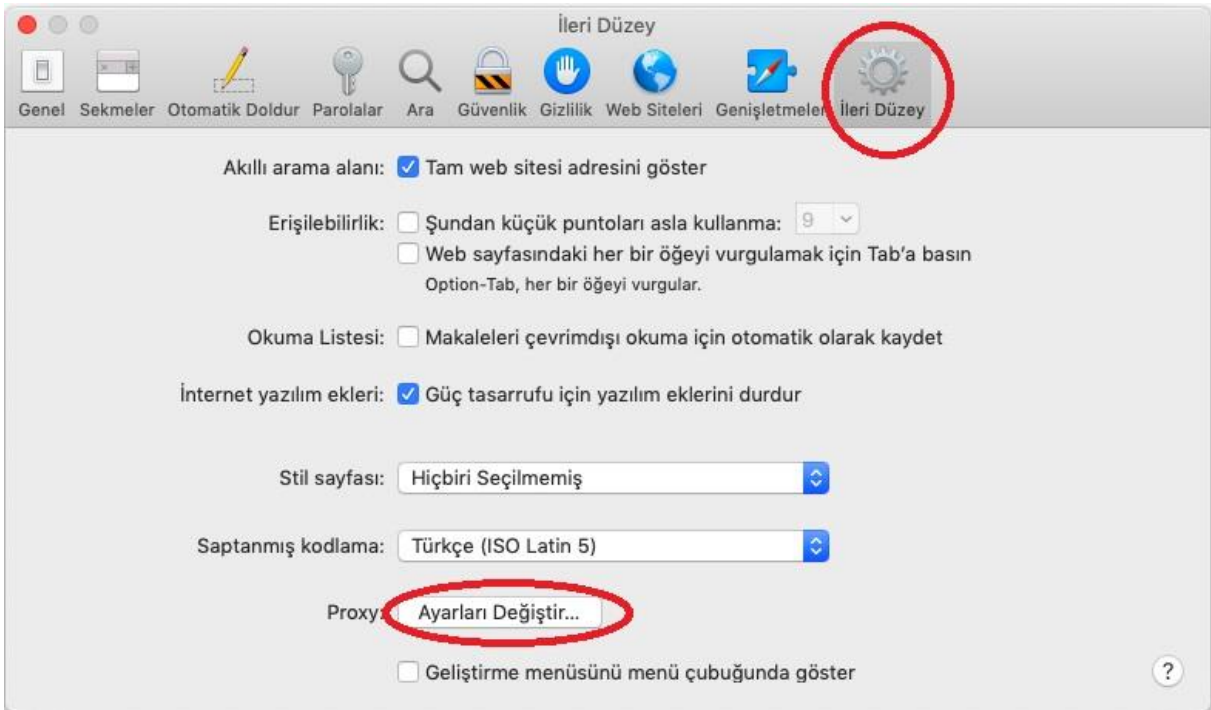 İleri Düzey
Genel Sekmeler Otomatik Doldur Parolalar Ara Güvenlik Gizlilik Web Siteleri Genişletmeler İleri Düzey
Akıllı arama alanı: Tam web sitesi adresini göster
Erişilebilirlik: Şundan küçük puntoları asla kullanma: 9
Web sayfasındaki her bir öğeyi vurgulamak için Tab'a basın
Option-Tab, her bir öğeyi vurgular.
Okuma Listesi: Makaleleri çevrimdışı okuma için otomatik olarak kaydet
İnternet yazılım ekleri: Güç tasarrufu için yazılım eklerini durdur
Stil sayfası: Hiçbiri Seçilmemiş
Saptanmış kodlama: Türkçe (ISO Latin 5)
Proxy: Ayarları Değiştir...
Geliştirme menüsünü menü çubuğunda göster ?